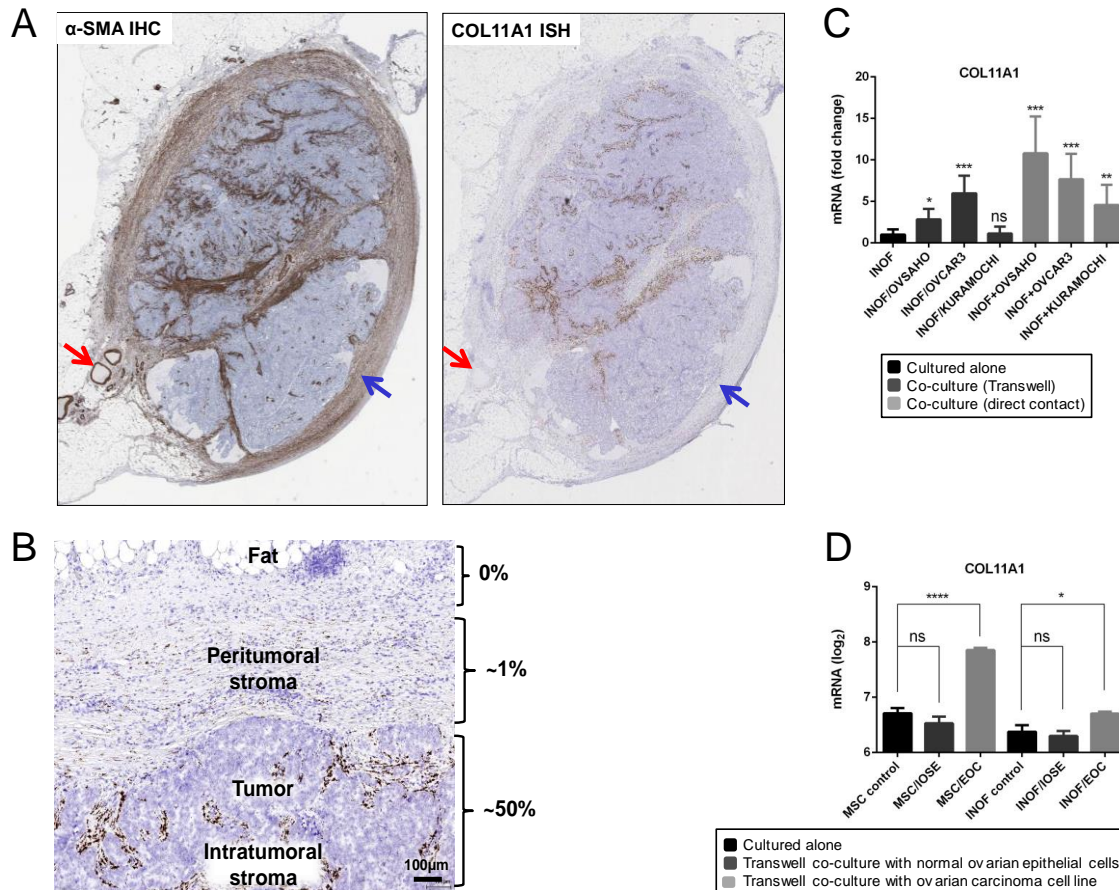 A
α-SMA IHC
COL11A1 ISH
B
Fat
0%
Peritumoral
stroma
~1%
Tumor
~50%
Intratumoral
stroma
100µm
C
COL11A1
mRNA (fold change)
20
15
10
5
0
*
***
ns
***
***
**
INOF
INOF/OVSAHO
INOF/OVCAR3
INOF/KURAMOCHI
INOF+OVSAHO
INOF+OVCAR3
INOF+KURAMOCHI
Cultured alone
Co-culture (Transwell)
Co-culture (direct contact)
D
COL11A1
mRNA (log2)
9
8
7
6
****
ns
*
ns
MSC control
MSC/IOSE
MSC/EOC
INOF control
INOF/IOSE
INOF/EOC
Cultured alone
Transwell co-culture with normal ovarian epithelial cells
Transwell co-culture with ovarian carcinoma cell line